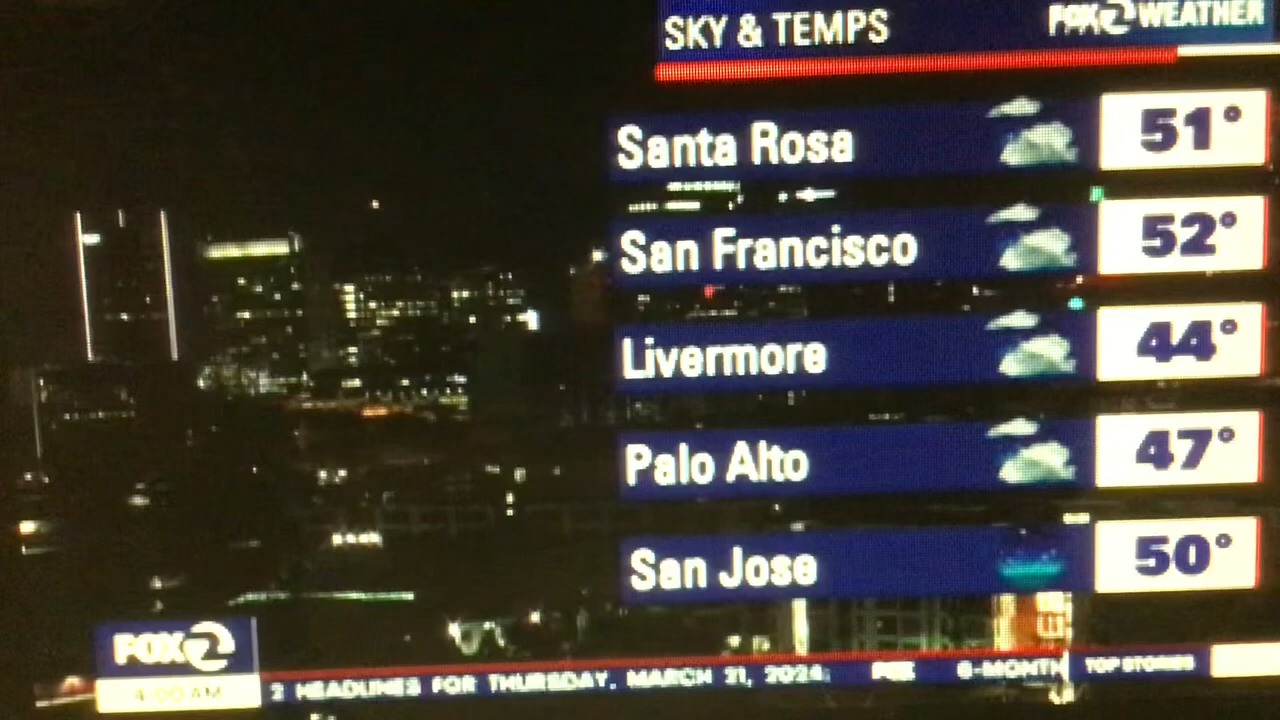 SKY & TEMPS
FOX 2 WEATHER
Santa Rosa 51°
San Francisco 52°
Livermore 44°
Palo Alto 47°
San Jose 50°
FOX 2
4:00 AM
2 HEADLINES FOR THURSDAY, MARCH 21, 2024: FOX 6-MONTH TOP STORIES